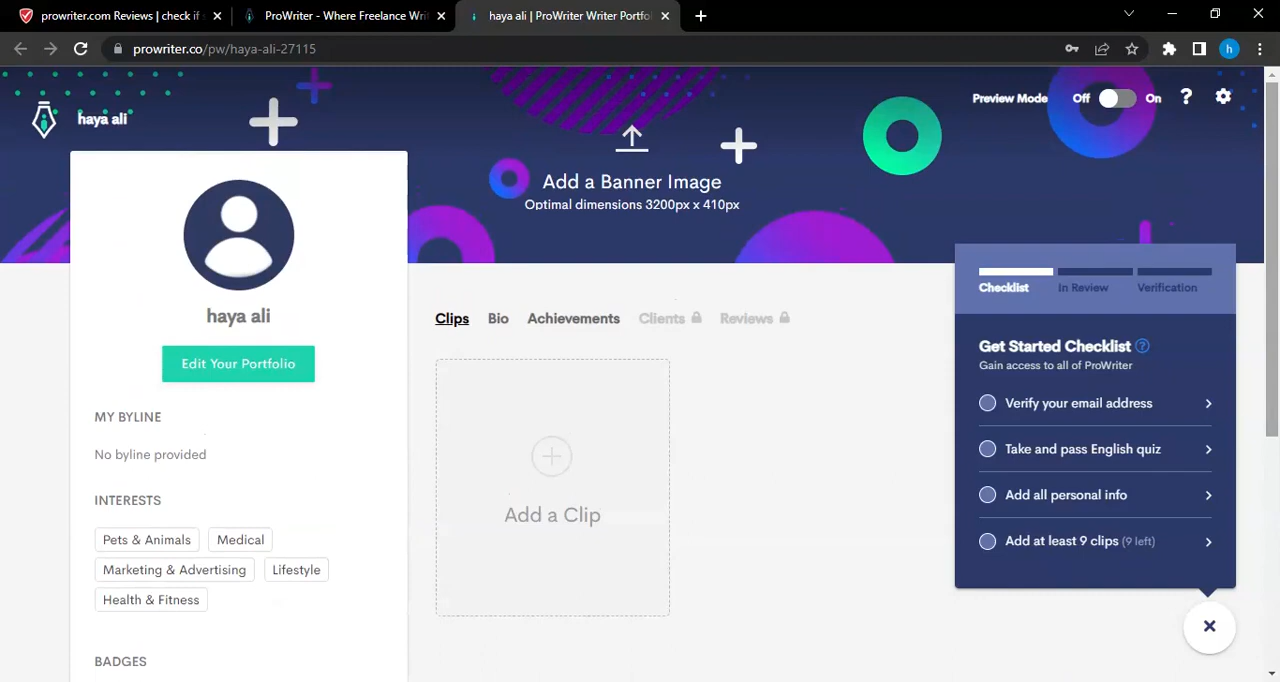 prowriter.com Reviews | check if s
ProWriter - Where Freelance Writ
haya ali | ProWriter Writer Portfo
prowriter.co/pw/haya-ali-27115
h
haya ali
Preview Mode Off On ?
Add a Banner Image
Optimal dimensions 3200px x 410px
haya ali
Edit Your Portfolio
MY BYLINE
No byline provided
INTERESTS
Pets & Animals Medical
Marketing & Advertising Lifestyle
Health & Fitness
BADGES
Clips Bio Achievements Clients Reviews
Add a Clip
Checklist In Review Verification
Get Started Checklist ?
Gain access to all of ProWriter
Verify your email address
Take and pass English quiz
Add all personal info
Add at least 9 clips (9 left)